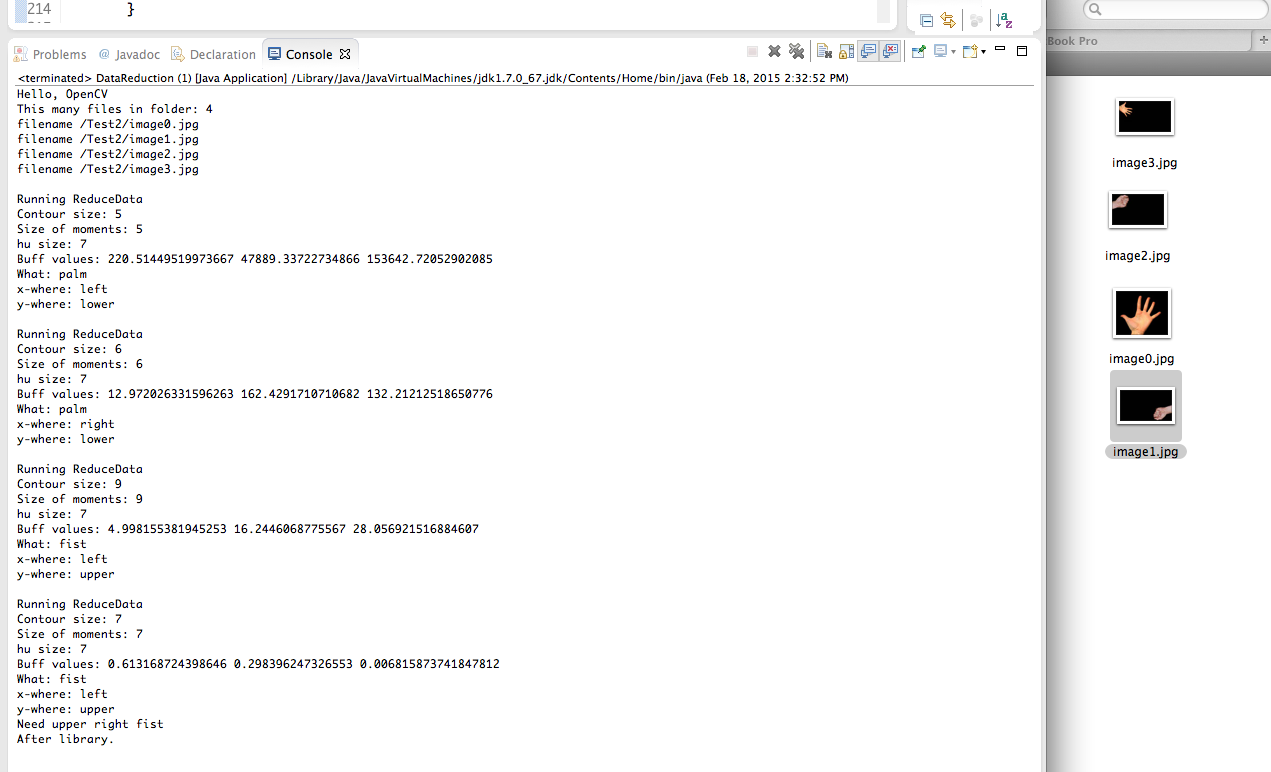 214
}
Book Pro
Problems @ Javadoc Declaration Console
<terminated> DataReduction (1) [Java Application] /Library/Java/JavaVirtualMachines/jdk1.7.0_67.jdk/Contents/Home/bin/java (Feb 18, 2015 2:32:52 PM)
Hello, OpenCV
This many files in folder: 4
filename /Test2/image0.jpg
filename /Test2/image1.jpg
filename /Test2/image2.jpg
filename /Test2/image3.jpg
Running ReduceData
Contour size: 5
Size of moments: 5
hu size: 7
Buff values: 220.51449519973667 47889.33722734866 153642.72052902085
What: palm
x-where: left
y-where: lower
Running ReduceData
Contour size: 6
Size of moments: 6
hu size: 7
Buff values: 12.972026331596263 162.4291710710682 132.21212518650776
What: palm
x-where: right
y-where: lower
Running ReduceData
Contour size: 9
Size of moments: 9
hu size: 7
Buff values: 4.998155381945253 16.2446068775567 28.056921516884607
What: fist
x-where: left
y-where: upper
Running ReduceData
Contour size: 7
Size of moments: 7
hu size: 7
Buff values: 0.613168724398646 0.298396247326553 0.006815873741847812
What: fist
x-where: left
y-where: upper
Need upper right fist
After library.
image3.jpg
image2.jpg
image0.jpg
image1.jpg